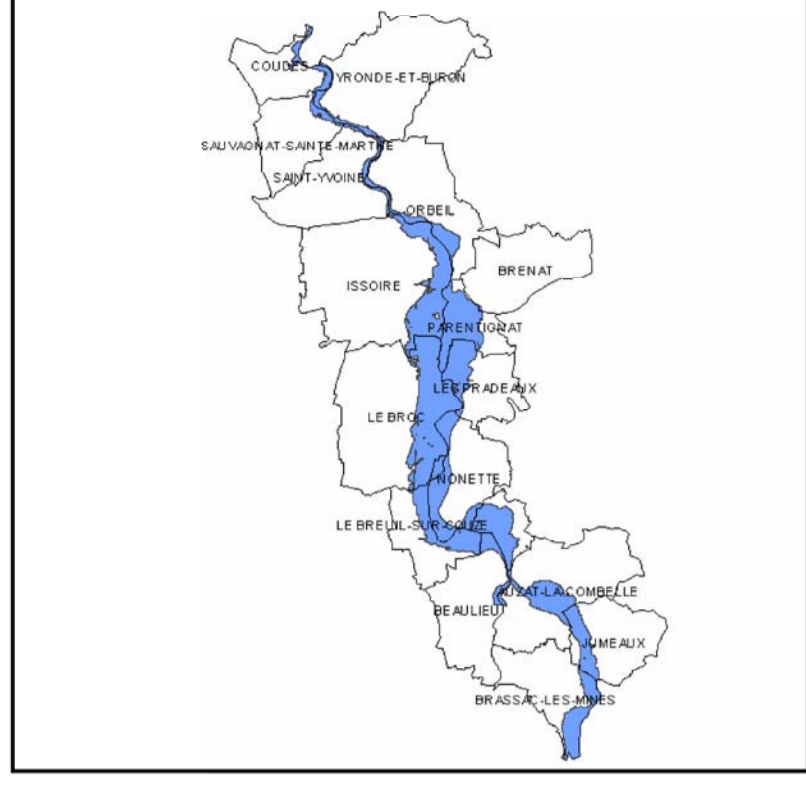 COUDES
YRONDE-ET-BURON
SAUVAGNAT-SAINTE-MARTHE
SAINT-YVOINE
ORBEIL
BRENAT
ISSOIRE
PARENTIGNAT
LES PRADEAUX
LE BROC
NONETTE
LE BREUIL-SUR-COUZE
AUZAT-LA-COMBELLE
BEAULIEU
JUMEAUX
BRASSAC-LES-MINES